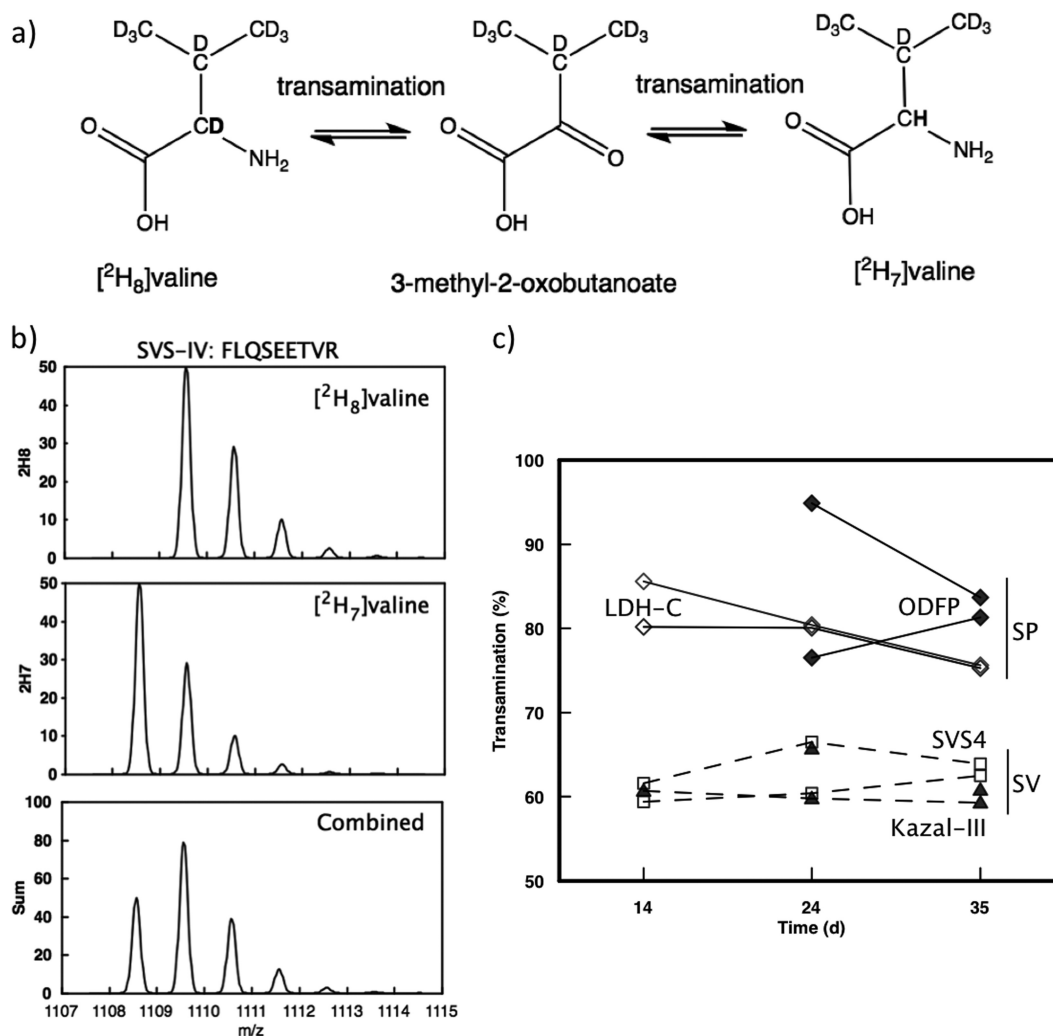 a)
D₃C CD₃
D
C
transamination
CD
O
NH₂
OH
[²H₈]valine
D₃C CD₃
D
C
transamination
O
O
OH
3-methyl-2-oxobutanoate
D₃C CD₃
D
C
CH
O
NH₂
OH
[²H₇]valine
b)
SVS-IV: FLQSEETVR
[²H₈]valine
2H8
50
40
30
20
10
0
[²H₇]valine
2H7
50
40
30
20
10
0
Combined
Sum
100
80
60
40
20
0
1107 1108 1109 1110 1111 1112 1113 1114 1115
m/z
c)
Transamination (%)
100
90
80
70
60
50
LDH-C
ODFP
SP
SVS4
SV
Kazal-III
14 24 35
Time (d)